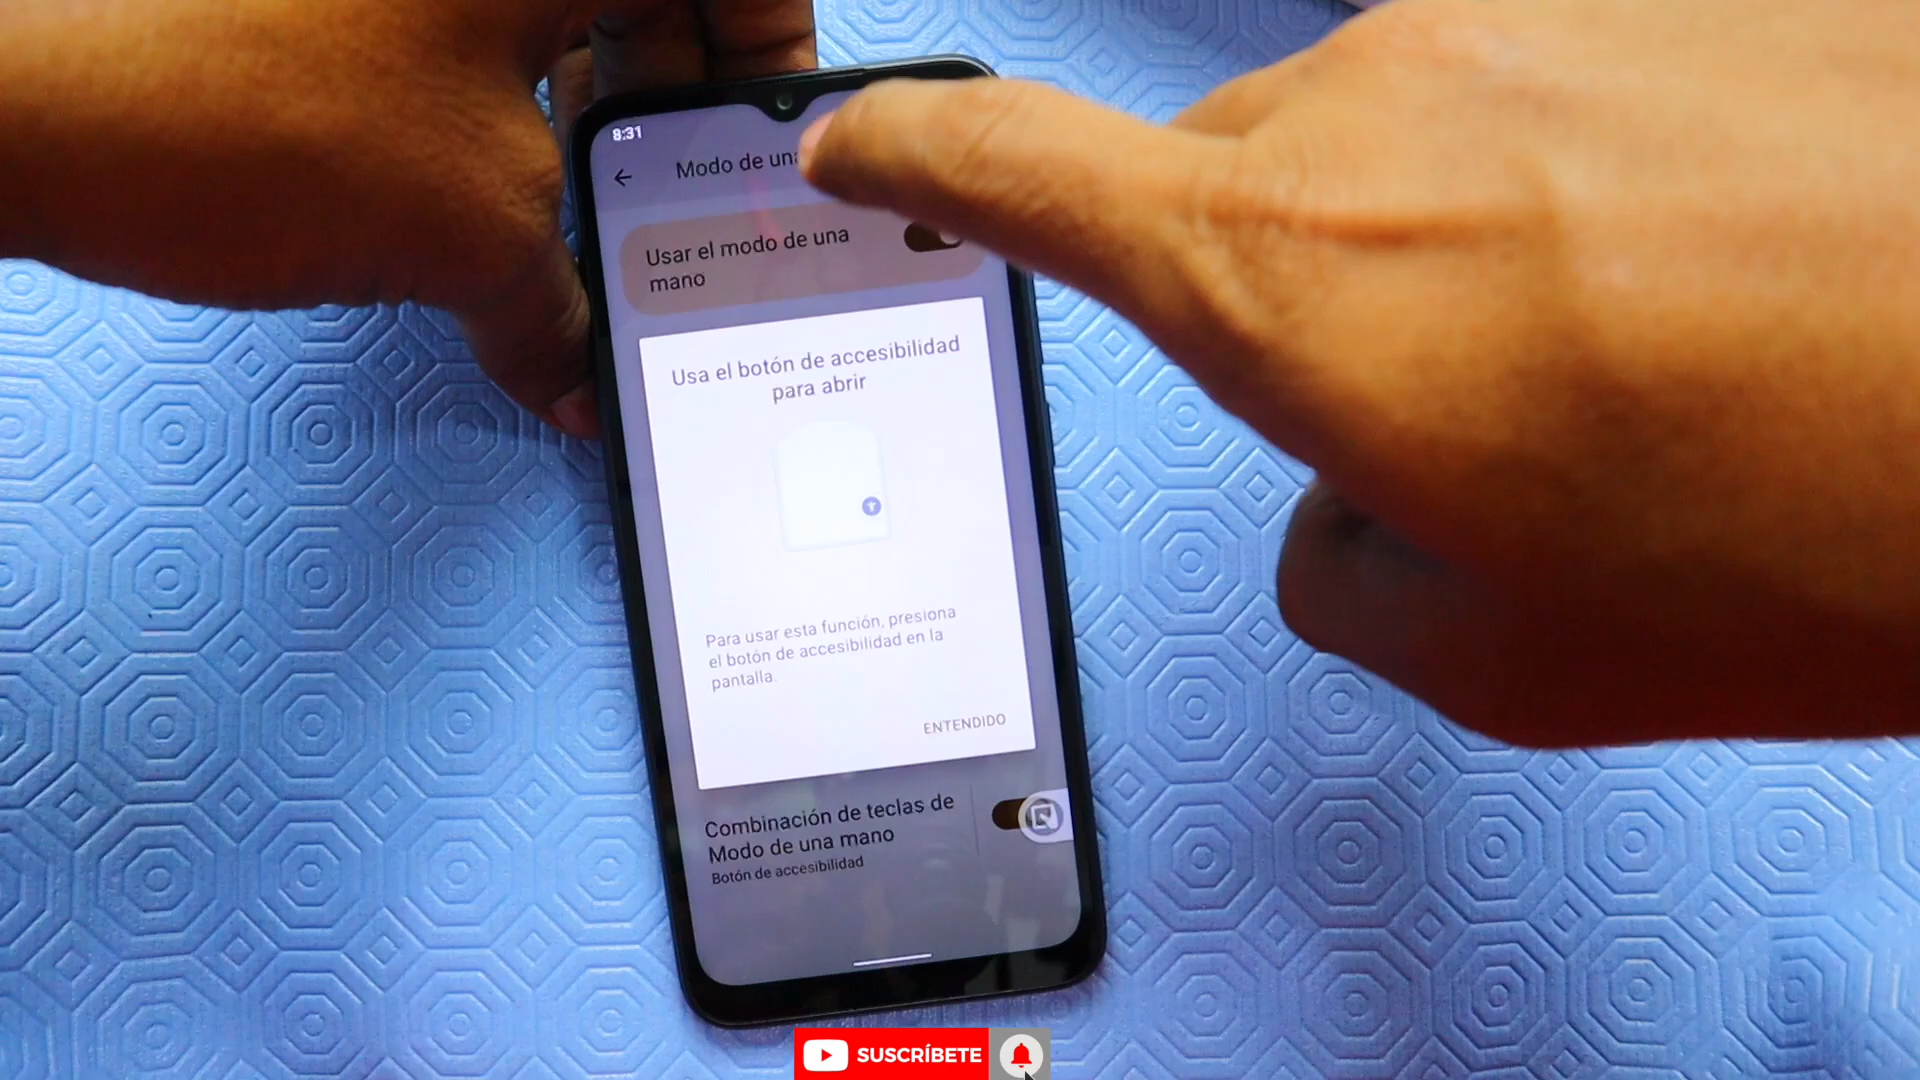 8:31
Modo de una
Usar el modo de una
mano
Usa el botón de accesibilidad
para abrir
Para usar esta función, presiona
el botón de accesibilidad en la
pantalla.
ENTENDIDO
Combinación de teclas de
Modo de una mano
Botón de accesibilidad
SUSCRÍBETE